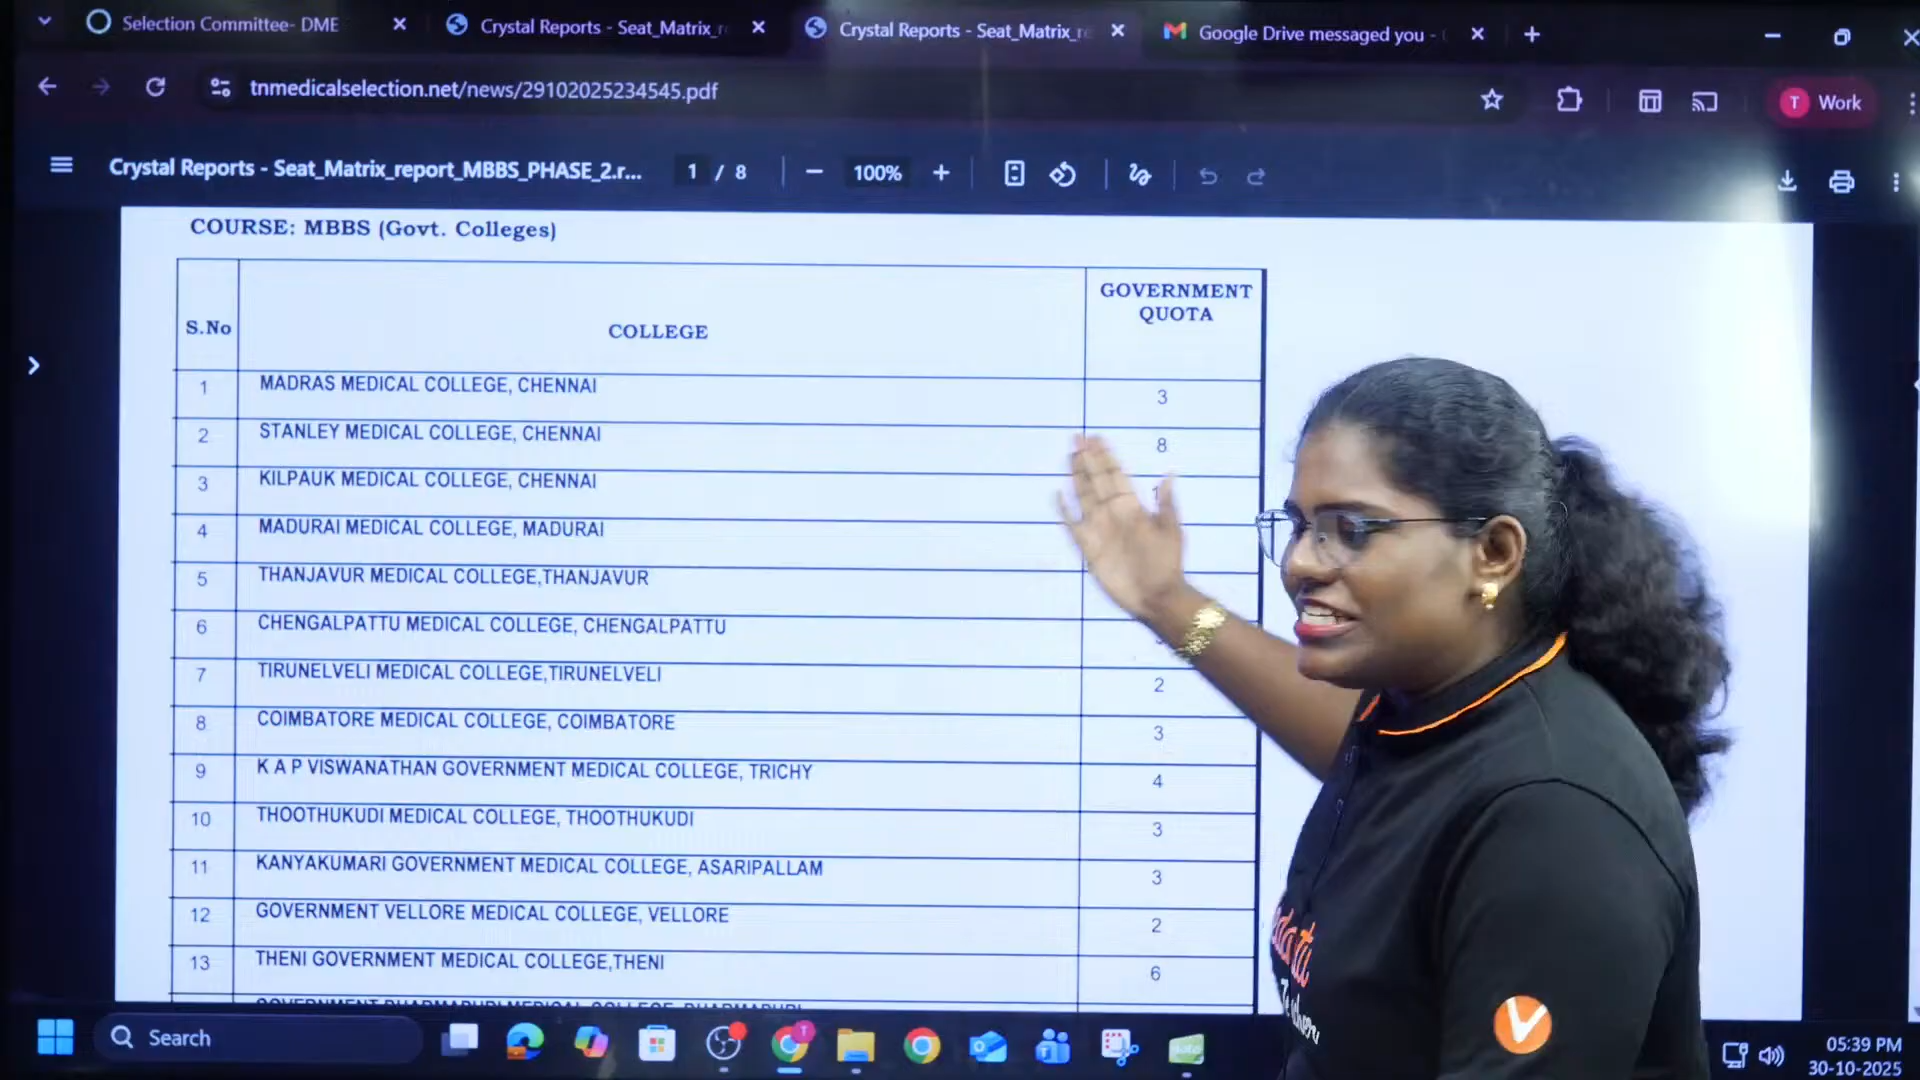 Selection Committee- DME
Crystal Reports - Seat_Matrix_r
Crystal Reports - Seat_Matrix_re
Google Drive messaged you -
tnmedicalselection.net/news/29102025234545.pdf
T Work
Crystal Reports - Seat_Matrix_report_MBBS_PHASE_2.r...
1 / 8
100%
COURSE: MBBS (Govt. Colleges)
S.No COLLEGE GOVERNMENT QUOTA
1 MADRAS MEDICAL COLLEGE, CHENNAI 3
2 STANLEY MEDICAL COLLEGE, CHENNAI 8
3 KILPAUK MEDICAL COLLEGE, CHENNAI
4 MADURAI MEDICAL COLLEGE, MADURAI
5 THANJAVUR MEDICAL COLLEGE,THANJAVUR
6 CHENGALPATTU MEDICAL COLLEGE, CHENGALPATTU
7 TIRUNELVELI MEDICAL COLLEGE,TIRUNELVELI 2
8 COIMBATORE MEDICAL COLLEGE, COIMBATORE 3
9 K A P VISWANATHAN GOVERNMENT MEDICAL COLLEGE, TRICHY 4
10 THOOTHUKUDI MEDICAL COLLEGE, THOOTHUKUDI 3
11 KANYAKUMARI GOVERNMENT MEDICAL COLLEGE, ASARIPALLAM 3
12 GOVERNMENT VELLORE MEDICAL COLLEGE, VELLORE 2
13 THENI GOVERNMENT MEDICAL COLLEGE,THENI 6
GOVERNMENT DHARMAPURI MEDICAL COLLEGE, DHARMAPURI
Search
05:39 PM
30-10-2025